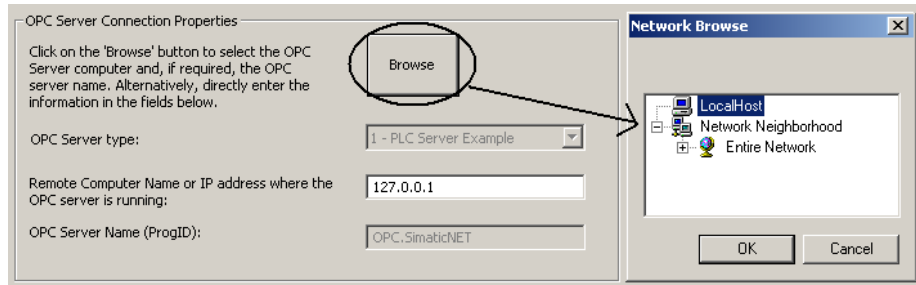 OPC Server Connection Properties
Click on the 'Browse' button to select the OPC
Server computer and, if required, the OPC
server name. Alternatively, directly enter the
information in the fields below.
Browse
OPC Server type:
1 - PLC Server Example
Remote Computer Name or IP address where the
OPC server is running:
127.0.0.1
OPC Server Name (ProgID):
OPC.SimaticNET
Network Browse
LocalHost
Network Neighborhood
Entire Network
OK
Cancel